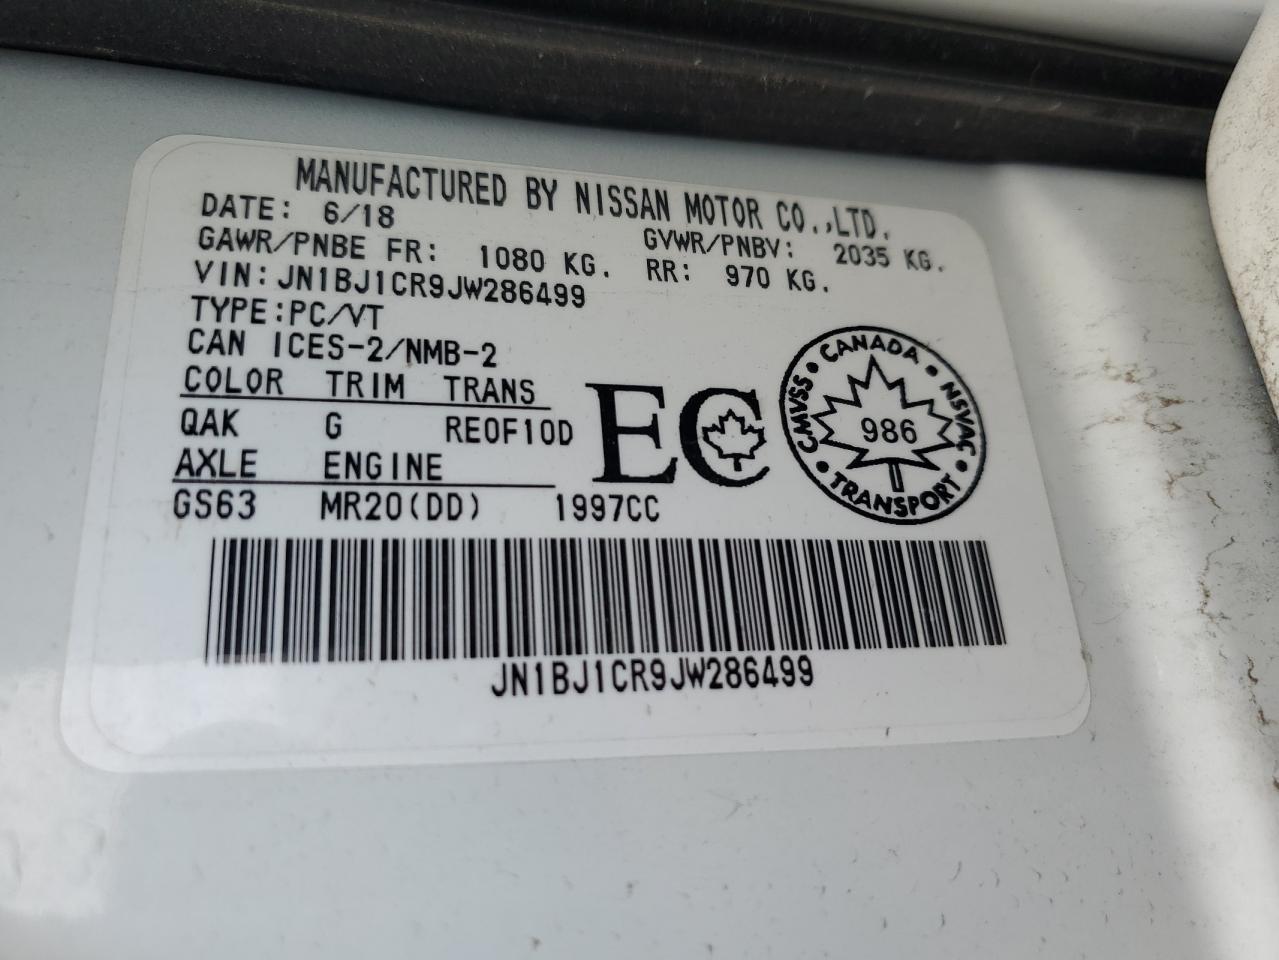 MANUFACTURED BY NISSAN MOTOR CO.,LTD.
DATE: 6/18 GVWR/PNBV: 2035 KG.
GAWR/PNBE FR: 1080 KG. RR: 970 KG.
VIN:JN1BJ1CR9JW286499
TYPE:PC/VT
CAN ICES-2/NMB-2
COLOR TRIM TRANS
QAK G RE0F10D
AXLE ENGINE
GS63 MR20(DD) 1997CC
EC
CANADA
CMVSS NSVAC
986
TRANSPORT
JN1BJ1CR9JW286499